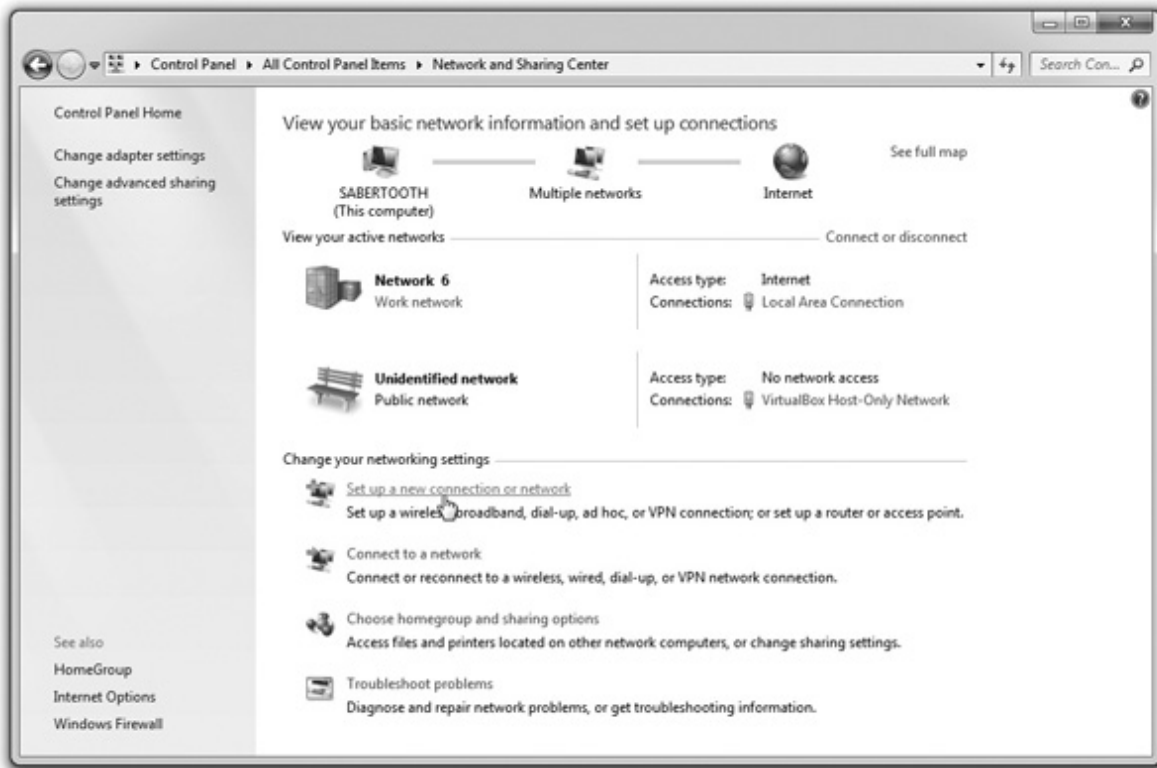 Control Panel ▸ All Control Panel Items ▸ Network and Sharing Center
Search Con...
Control Panel Home
Change adapter settings
Change advanced sharing
settings
See also
HomeGroup
Internet Options
Windows Firewall
View your basic network information and set up connections
See full map
SABERTOOTH
(This computer)
Multiple networks
Internet
View your active networks
Connect or disconnect
Network 6
Work network
Access type: Internet
Connections: Local Area Connection
Unidentified network
Public network
Access type: No network access
Connections: VirtualBox Host-Only Network
Change your networking settings
Set up a new connection or network
Set up a wireless, broadband, dial-up, ad hoc, or VPN connection; or set up a router or access point.
Connect to a network
Connect or reconnect to a wireless, wired, dial-up, or VPN network connection.
Choose homegroup and sharing options
Access files and printers located on other network computers, or change sharing settings.
Troubleshoot problems
Diagnose and repair network problems, or get troubleshooting information.